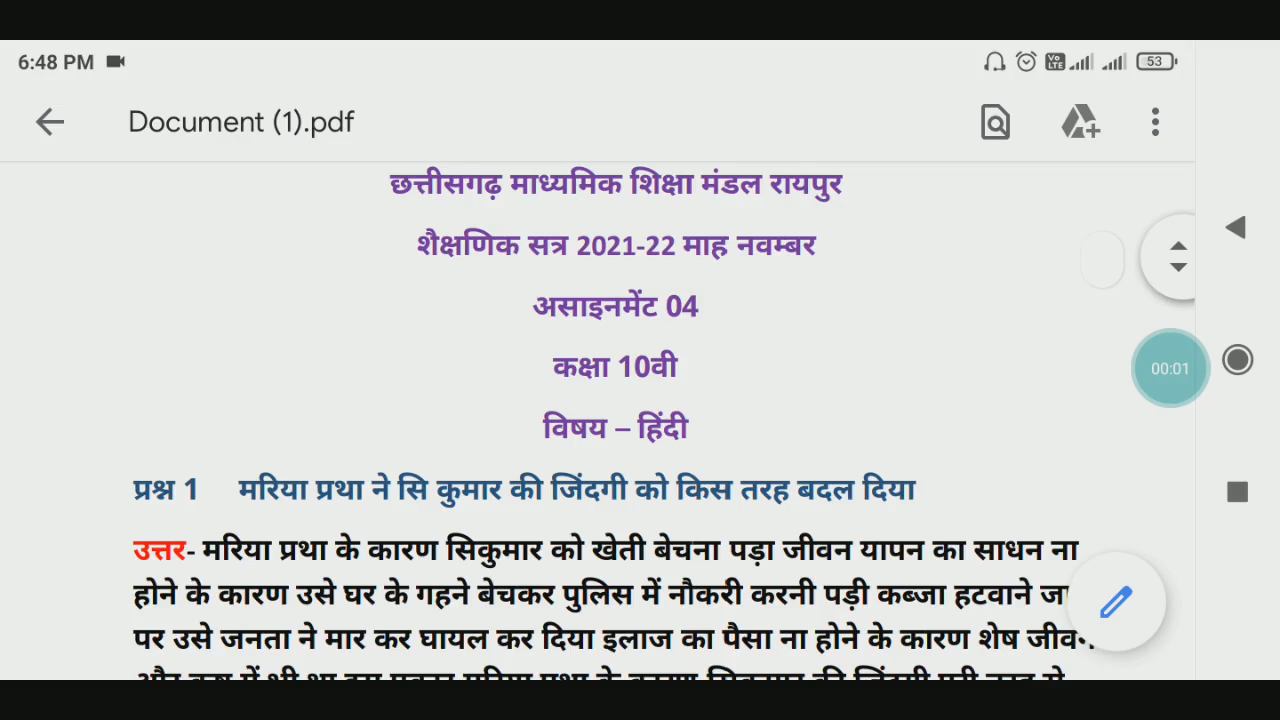 6:48 PM
Vo LTE
53
Document (1).pdf
छत्तीसगढ़ माध्यमिक शिक्षा मंडल रायपुर
शैक्षणिक सत्र 2021-22 माह नवम्बर
असाइनमेंट 04
कक्षा 10वी
विषय – हिंदी
00:01
प्रश्न 1 मरिया प्रथा ने सि कुमार की जिंदगी को किस तरह बदल दिया
उत्तर- मरिया प्रथा के कारण सिकुमार को खेती बेचना पड़ा जीवन यापन का साधन ना
होने के कारण उसे घर के गहने बेचकर पुलिस में नौकरी करनी पड़ी कब्जा हटवाने
पर उसे जनता ने मार कर घायल कर दिया इलाज का पैसा ना होने के कारण शेष जीवन